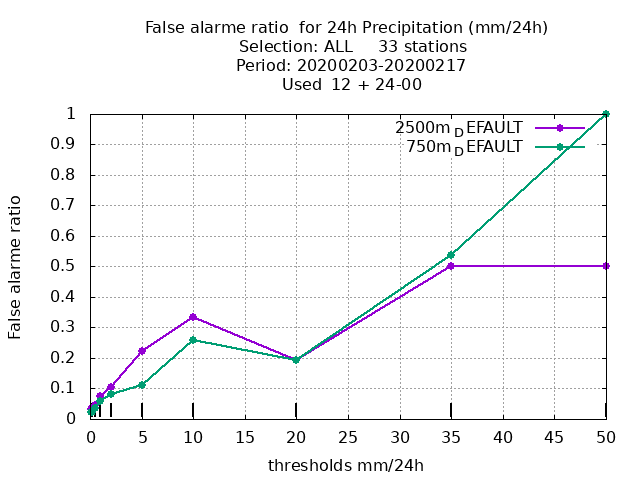 False alarme ratio  for 24h Precipitation (mm/24h)
Selection: ALL     33 stations
Period: 20200203-20200217
Used  12 + 24-00
2500m_DEFAULT
750m_DEFAULT
1
0.9
0.8
0.7
0.6
0.5
0.4
0.3
0.2
0.1
0
False alarme ratio
0 5 10 15 20 25 30 35 40 45 50
thresholds mm/24h